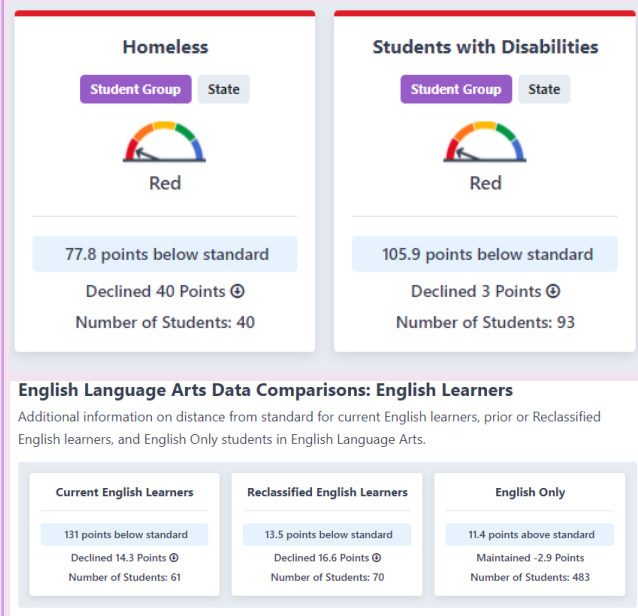 Homeless
Student Group State
Red
77.8 points below standard
Declined 40 Points
Number of Students: 40
Students with Disabilities
Student Group State
Red
105.9 points below standard
Declined 3 Points
Number of Students: 93
English Language Arts Data Comparisons: English Learners
Additional information on distance from standard for current English learners, prior or Reclassified
English learners, and English Only students in English Language Arts.
Current English Learners
131 points below standard
Declined 14.3 Points
Number of Students: 61
Reclassified English Learners
13.5 points below standard
Declined 16.6 Points
Number of Students: 70
English Only
11.4 points above standard
Maintained -2.9 Points
Number of Students: 483